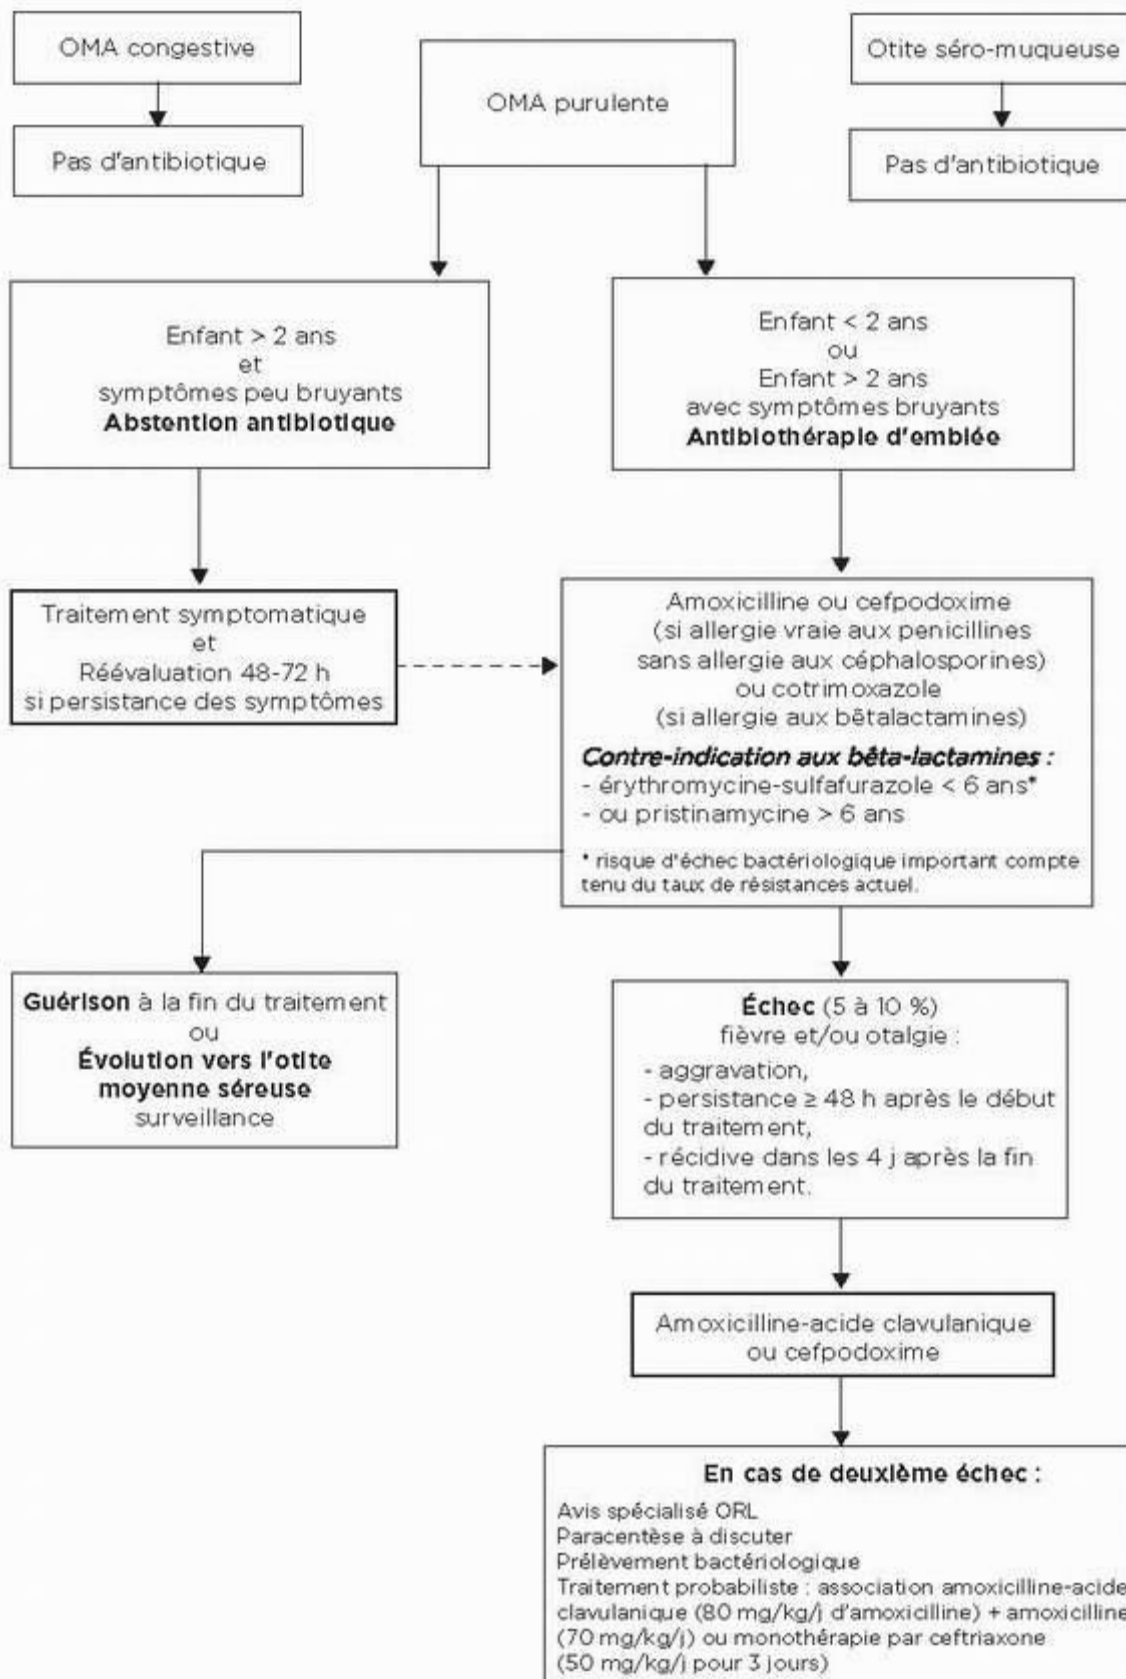 OMA congestive
Pas d'antibiotique
OMA purulente
Otite séro-muqueuse
Pas d'antibiotique
Enfant > 2 ans
et
symptômes peu bruyants
Abstention antibiotique
Enfant < 2 ans
ou
Enfant > 2 ans
avec symptômes bruyants
Antibiothérapie d'emblée
Traitement symptomatique
et
Réévaluation 48-72 h
si persistance des symptômes
Amoxicilline ou cefpodoxime
(si allergie vraie aux penicillines
sans allergie aux céphalosporines)
ou cotrimoxazole
(si allergie aux bêtalactamines)
Contre-indication aux bêta-lactamines :
- érythromycine-sulfafurazole < 6 ans*
- ou pristinamycine > 6 ans
* risque d'échec bactériologique important compte
tenu du taux de résistances actuel.
Guérison à la fin du traitement
ou
Évolution vers l'otite
moyenne séreuse
surveillance
Échec (5 à 10 %)
fièvre et/ou otalgie :
- aggravation,
- persistance ≥ 48 h après le début
du traitement,
- récidive dans les 4 j après la fin
du traitement.
Amoxicilline-acide clavulanique
ou cefpodoxime
En cas de deuxième échec :
Avis spécialisé ORL
Paracentèse à discuter
Prélèvement bactériologique
Traitement probabiliste : association amoxicilline-acide
clavulanique (80 mg/kg/j d'amoxicilline) + amoxicilline
(70 mg/kg/j) ou monothérapie par ceftriaxone
(50 mg/kg/j pour 3 jours)